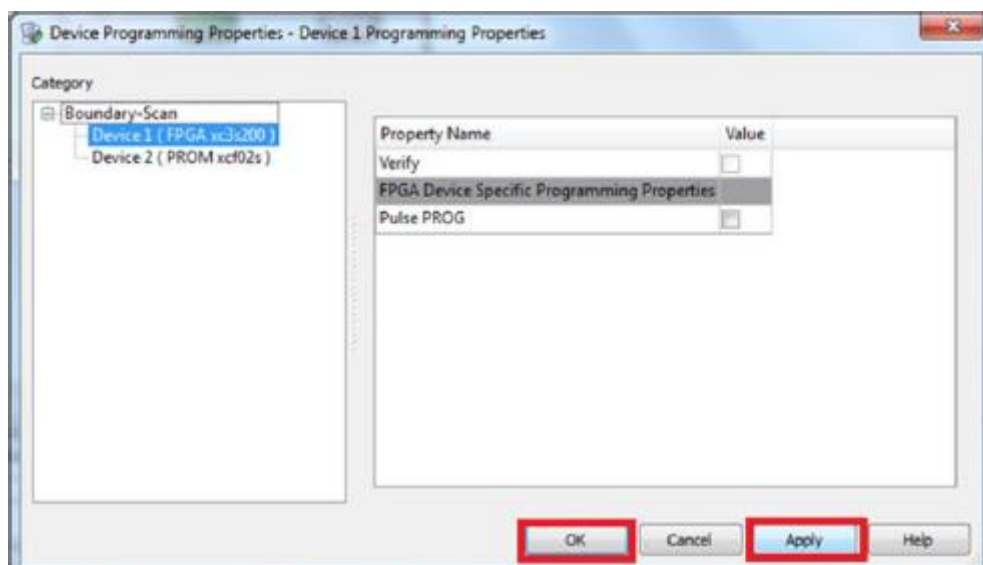 Device Programming Properties - Device 1 Programming Properties
Category
Boundary-Scan
Device 1 ( FPGA xc3s200 )
Device 2 ( PROM xcf02s )
Property Name Value
Verify
FPGA Device Specific Programming Properties
Pulse PROG
OK Cancel Apply Help